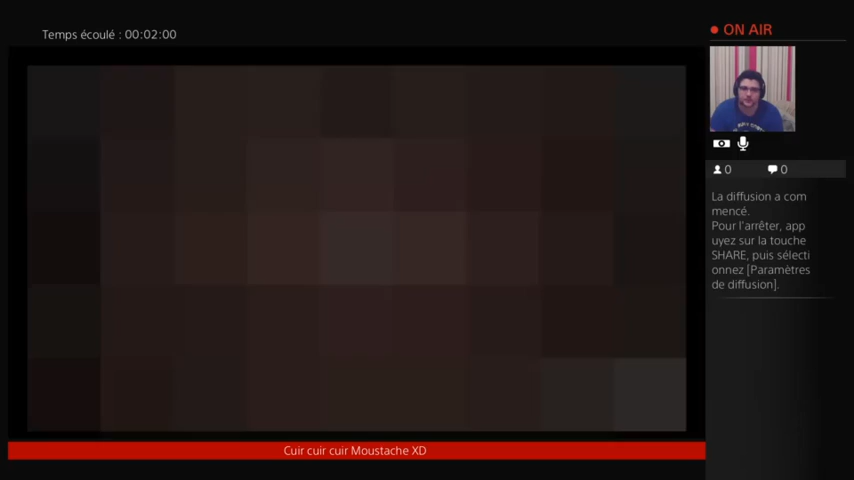 Temps écoulé : 00:02:00
ON AIR
0 0
La diffusion a com
mencé.
Pour l'arrêter, app
uyez sur la touche
SHARE, puis sélecti
onnez [Paramètres
de diffusion].
Cuir cuir cuir Moustache XD